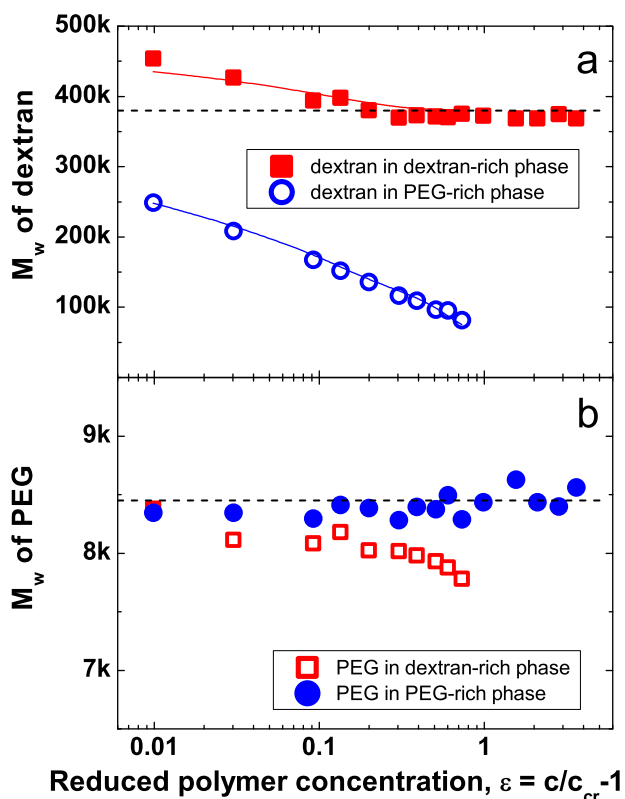 500k
a
400k
300k
200k
100k
M_w of dextran
dextran in dextran-rich phase
dextran in PEG-rich phase
b
9k
8k
7k
M_w of PEG
PEG in dextran-rich phase
PEG in PEG-rich phase
0.01 0.1 1
Reduced polymer concentration, ε = c/c_cr-1